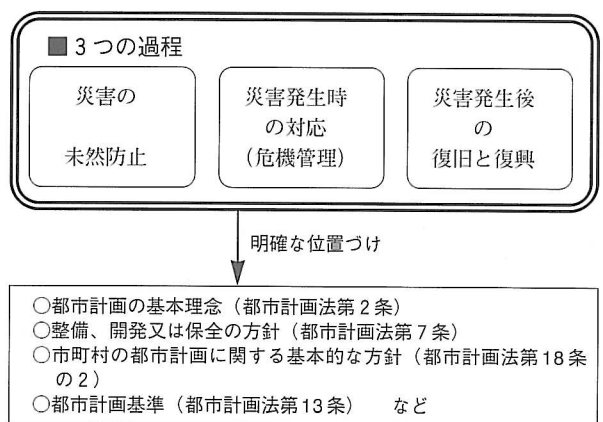 ■3つの過程
災害の
未然防止
災害発生時
の対応
(危機管理)
災害発生後
の
復旧と復興
明確な位置づけ
○都市計画の基本理念（都市計画法第2条）
○整備、開発又は保全の方針（都市計画法第7条）
○市町村の都市計画に関する基本的な方針（都市計画法第18条
の2）
○都市計画基準（都市計画法第13条）　など